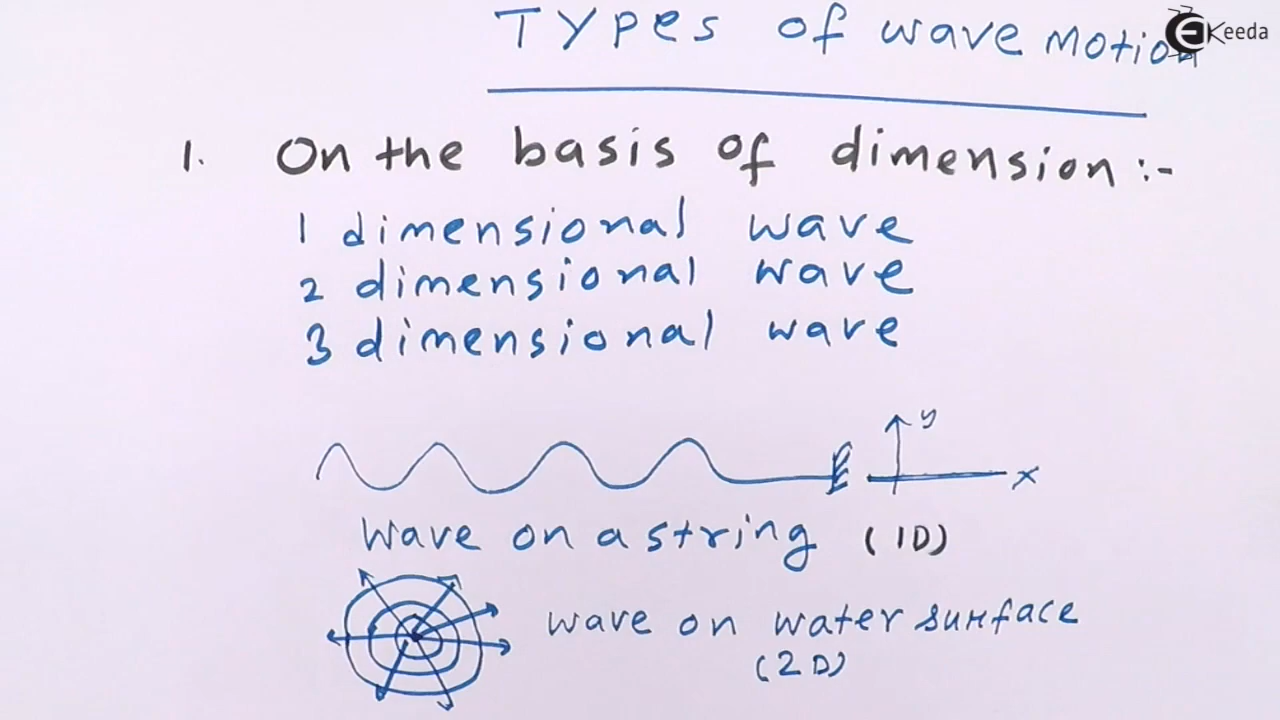 Types of wave motion
Ekeeda
1. On the basis of dimension :-
1 dimensional wave
2 dimensional wave
3 dimensional wave
y
x
wave on a string (1D)
wave on water surface
(2D)